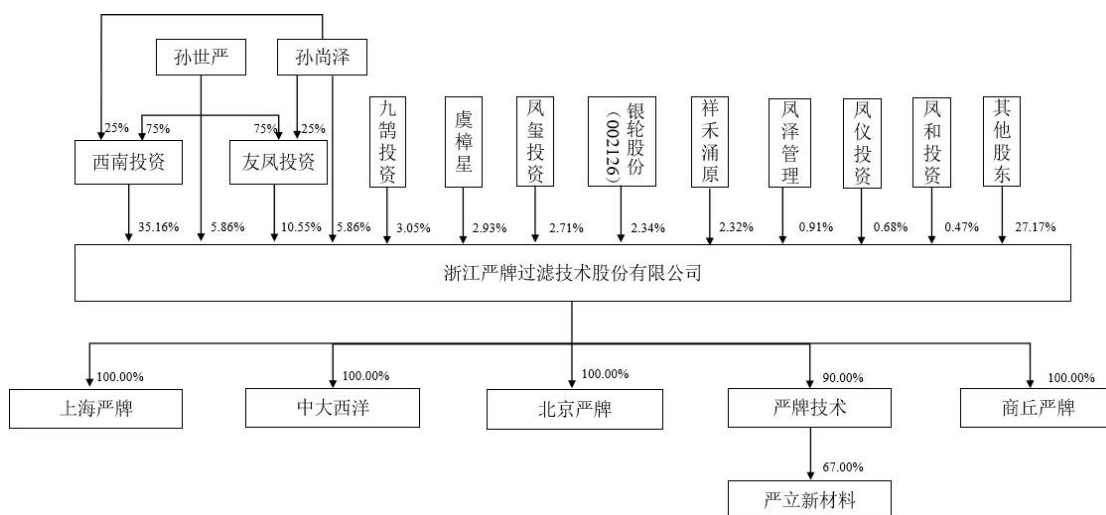 孙世严
孙尚泽
25%
75%
75%
25%
西南投资
友凤投资
九鹄投资
虞樟星
凤玺投资
银轮股份
（002126）
祥禾涌原
凤泽管理
凤仪投资
凤和投资
其他股东
35.16%
5.86%
10.55%
5.86%
3.05%
2.93%
2.71%
2.34%
2.32%
0.91%
0.68%
0.47%
27.17%
浙江严牌过滤技术股份有限公司
100.00%
100.00%
100.00%
90.00%
100.00%
上海严牌
中大西洋
北京严牌
严牌技术
商丘严牌
67.00%
严立新材料